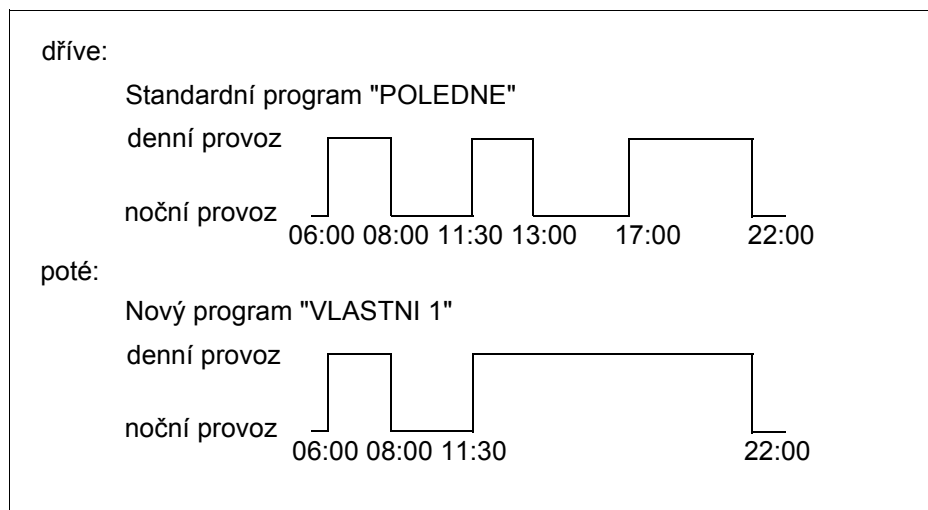 dříve:
Standardní program "POLEDNE"
denní provoz
noční provoz
06:00 08:00 11:30 13:00 17:00 22:00
poté:
Nový program "VLASTNI 1"
denní provoz
noční provoz
06:00 08:00 11:30 22:00